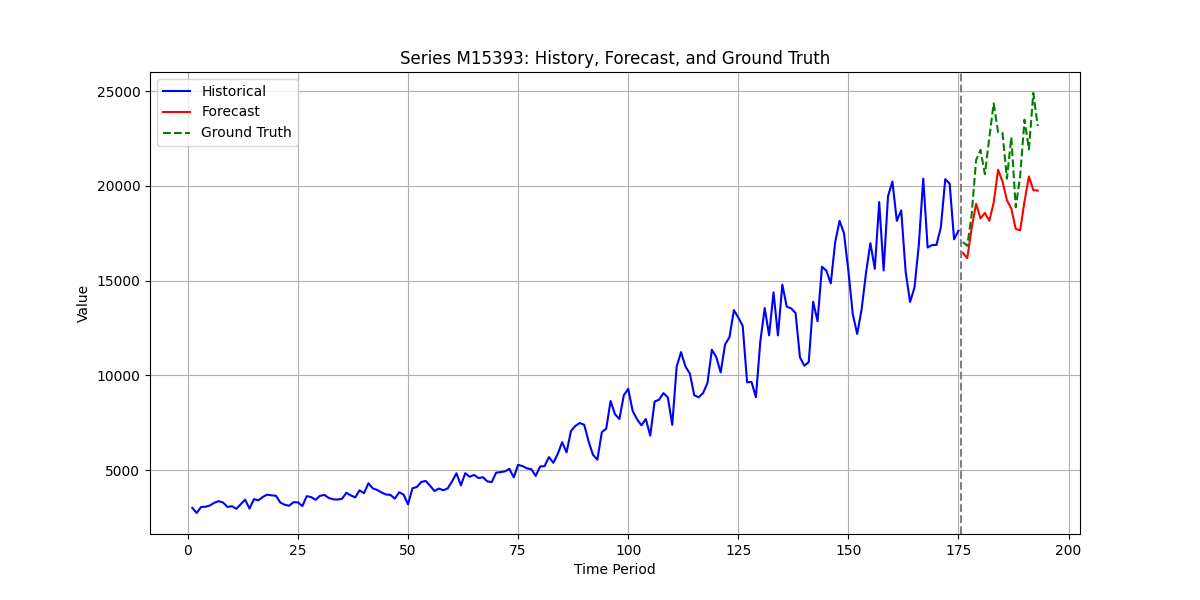 Series M15393: History, Forecast, and Ground Truth
Historical
Forecast
Ground Truth
Value
25000
20000
15000
10000
5000
0
25
50
75
100
125
150
175
200
Time Period